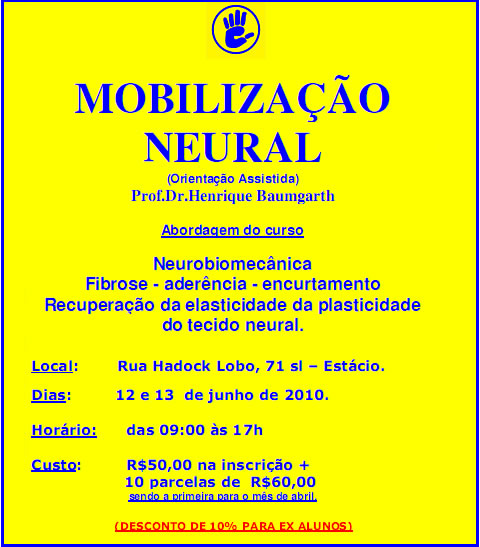 MOBILIZAÇÃO
NEURAL
(Orientação Assistida)
Prof.Dr.Henrique Baumgarth
Abordagem do curso
Neurobiomecânica
Fibrose - aderência - encurtamento
Recuperação da elasticidade da plasticidade
do tecido neural.
Local: Rua Hadock Lobo, 71 sl – Estácio.
Dias: 12 e 13 de junho de 2010.
Horário: das 09:00 às 17h
Custo: R$50,00 na inscrição +
10 parcelas de R$60,00
sendo a primeira para o mês de abril.
(DESCONTO DE 10% PARA EX ALUNOS)